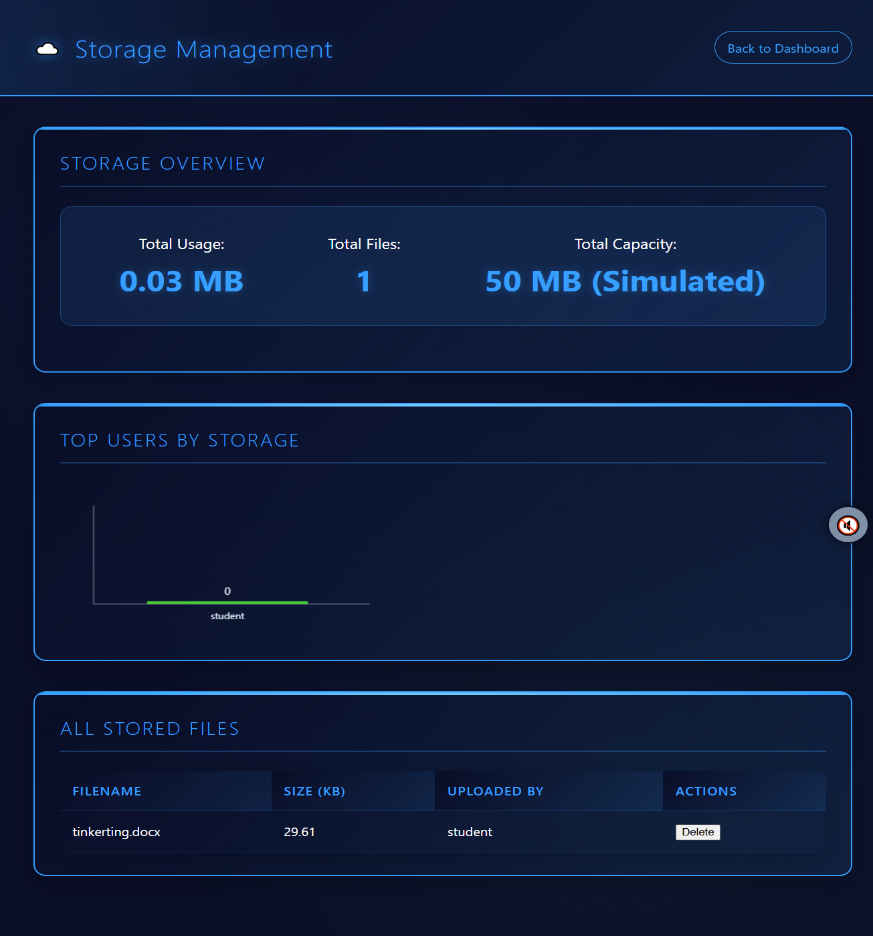 Storage Management
Back to Dashboard
STORAGE OVERVIEW
Total Usage: Total Files: Total Capacity:
0.03 MB 1 50 MB (Simulated)
TOP USERS BY STORAGE
0
student
ALL STORED FILES
FILENAME SIZE (KB) UPLOADED BY ACTIONS
tinkerting.docx 29.61 student Delete